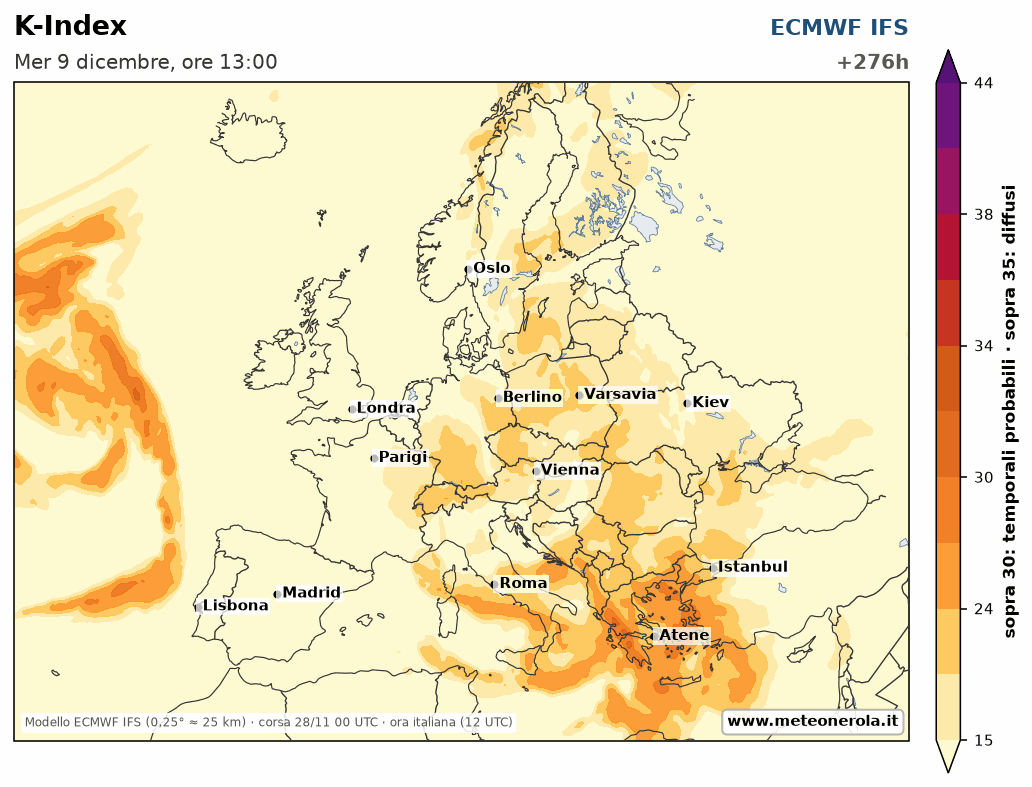 K-Index
ECMWF IFS
Mer 9 dicembre, ore 13:00
+276h
44
38
34
30
24
15
sopra 30: temporali probabili · sopra 35: diffusi
Oslo
Londra
Berlino
Varsavia
Kiev
Parigi
Vienna
Istanbul
Roma
Madrid
Lisbona
Atene
Modello ECMWF IFS (0,25° ≈ 25 km) · corsa 28/11 00 UTC · ora italiana (12 UTC)
www.meteonerola.it